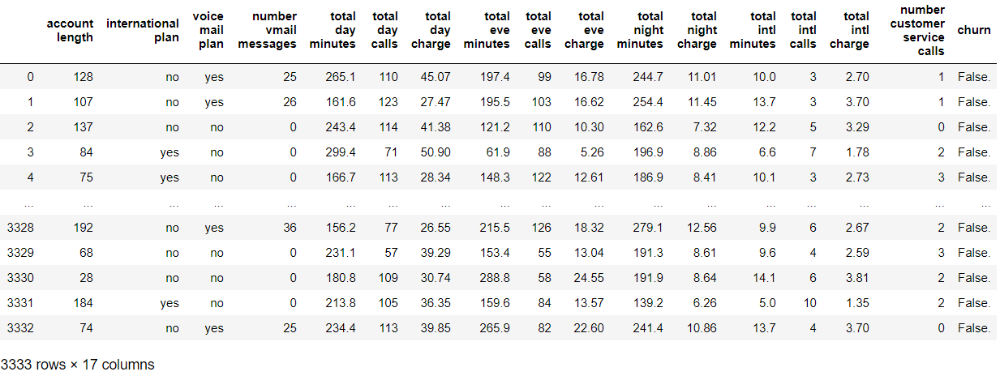 account length international plan voice mail plan number vmail messages total day minutes total day calls total day charge total eve minutes total eve calls total eve charge total night minutes total night charge total intl minutes total intl calls total intl charge number customer service calls churn
0 128 no yes 25 265.1 110 45.07 197.4 99 16.78 244.7 11.01 10.0 3 2.70 1 False.
1 107 no yes 26 161.6 123 27.47 195.5 103 16.62 254.4 11.45 13.7 3 3.70 1 False.
2 137 no no 0 243.4 114 41.38 121.2 110 10.30 162.6 7.32 12.2 5 3.29 0 False.
3 84 yes no 0 299.4 71 50.90 61.9 88 5.26 196.9 8.86 6.6 7 1.78 2 False.
4 75 yes no 0 166.7 113 28.34 148.3 122 12.61 186.9 8.41 10.1 3 2.73 3 False.
... ... ... ... ... ... ... ... ... ... ... ... ... ... ... ... ... ...
3328 192 no yes 36 156.2 77 26.55 215.5 126 18.32 279.1 12.56 9.9 6 2.67 2 False.
3329 68 no no 0 231.1 57 39.29 153.4 55 13.04 191.3 8.61 9.6 4 2.59 3 False.
3330 28 no no 0 180.8 109 30.74 288.8 58 24.55 191.9 8.64 14.1 6 3.81 2 False.
3331 184 yes no 0 213.8 105 36.35 159.6 84 13.57 139.2 6.26 5.0 10 1.35 2 False.
3332 74 no yes 25 234.4 113 39.85 265.9 82 22.60 241.4 10.86 13.7 4 3.70 0 False.
3333 rows × 17 columns